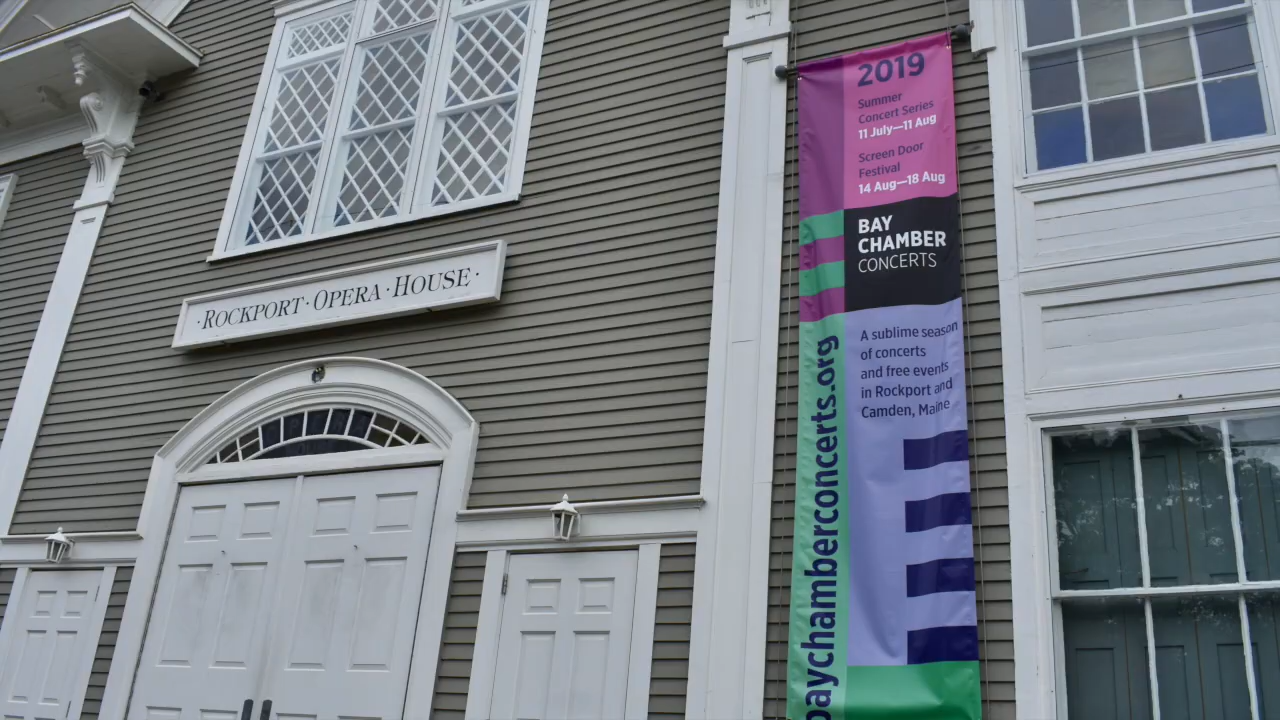 ·ROCKPORT·OPERA·HOUSE·
2019
Summer
Concert Series
11 July—11 Aug
Screen Door
Festival
14 Aug—18 Aug
BAY
CHAMBER
CONCERTS
A sublime season
of concerts
and free events
in Rockport and
Camden, Maine
baychamberconcerts.org